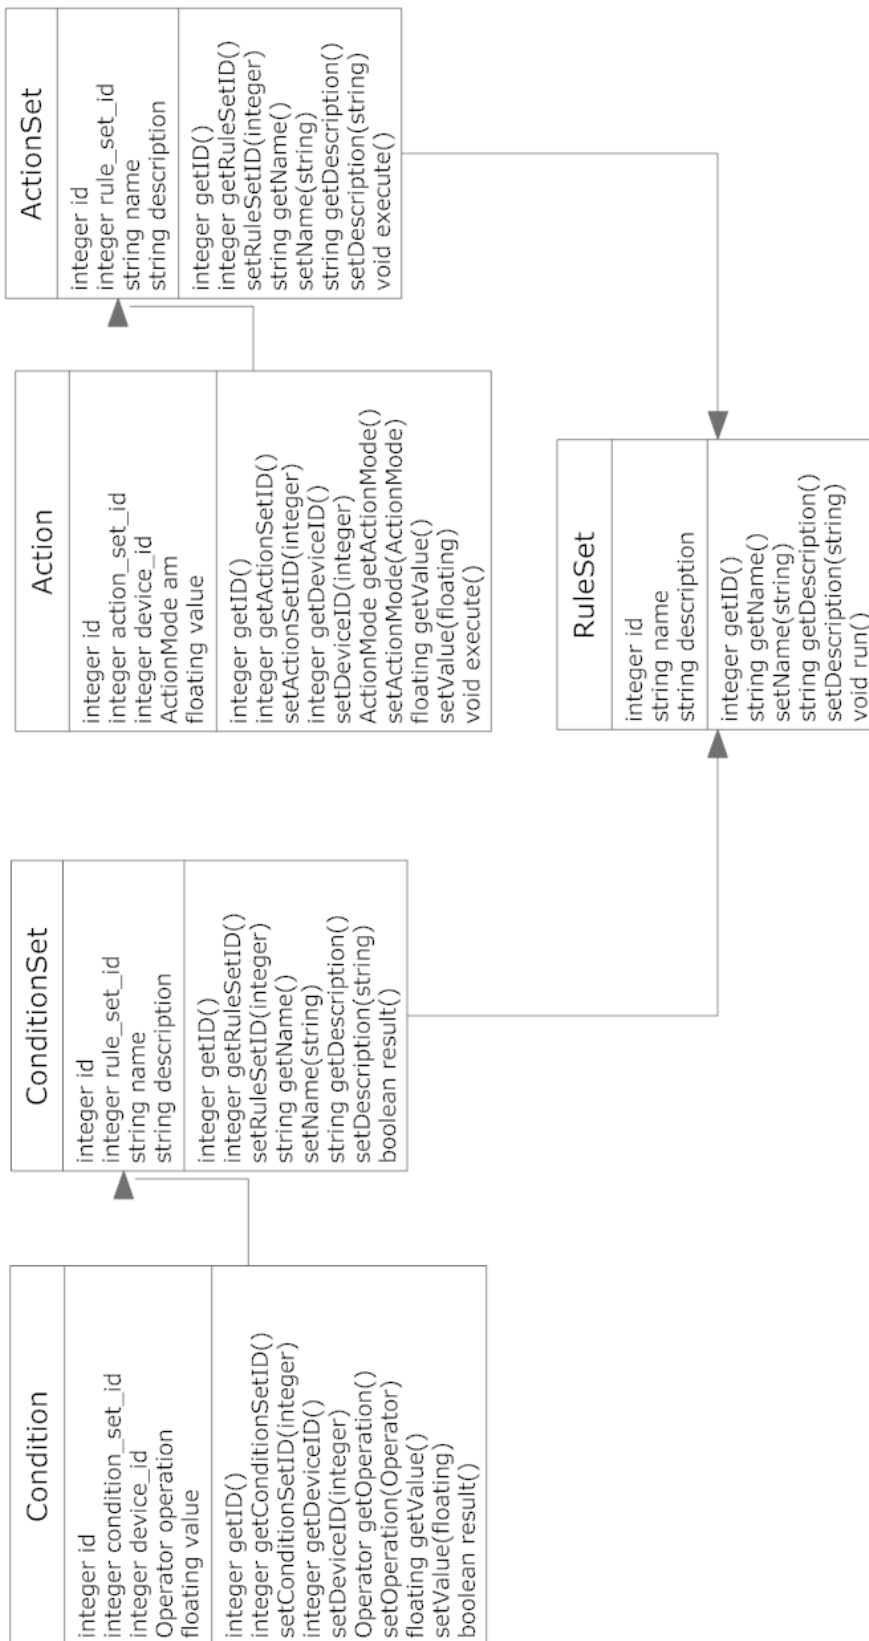 Condition
integer id
integer condition_set_id
integer device_id
Operator operation
floating value
integer getID()
integer getConditionSetID()
setConditionSetID(integer)
integer getDeviceID()
setDeviceID(integer)
Operator getOperation()
setOperation(Operator)
floating getValue()
setValue(floating)
boolean result()
ConditionSet
integer id
integer rule_set_id
string name
string description
integer getID()
integer getRuleSetID()
setRuleSetID(integer)
string getName()
setName(string)
string getDescription()
setDescription(string)
boolean result()
Action
integer id
integer action_set_id
integer device_id
ActionMode am
floating value
integer getID()
integer getActionSetID()
setActionSetID(integer)
integer getDeviceID()
setDeviceID(integer)
ActionMode getActionMode()
setActionMode(ActionMode)
floating getValue()
setValue(floating)
void execute()
ActionSet
integer id
integer rule_set_id
string name
string description
integer getID()
integer getRuleSetID()
setRuleSetID(integer)
string getName()
setName(string)
string getDescription()
setDescription(string)
void execute()
RuleSet
integer id
string name
string description
integer getID()
string getName()
setName(string)
string getDescription()
setDescription(string)
void run()